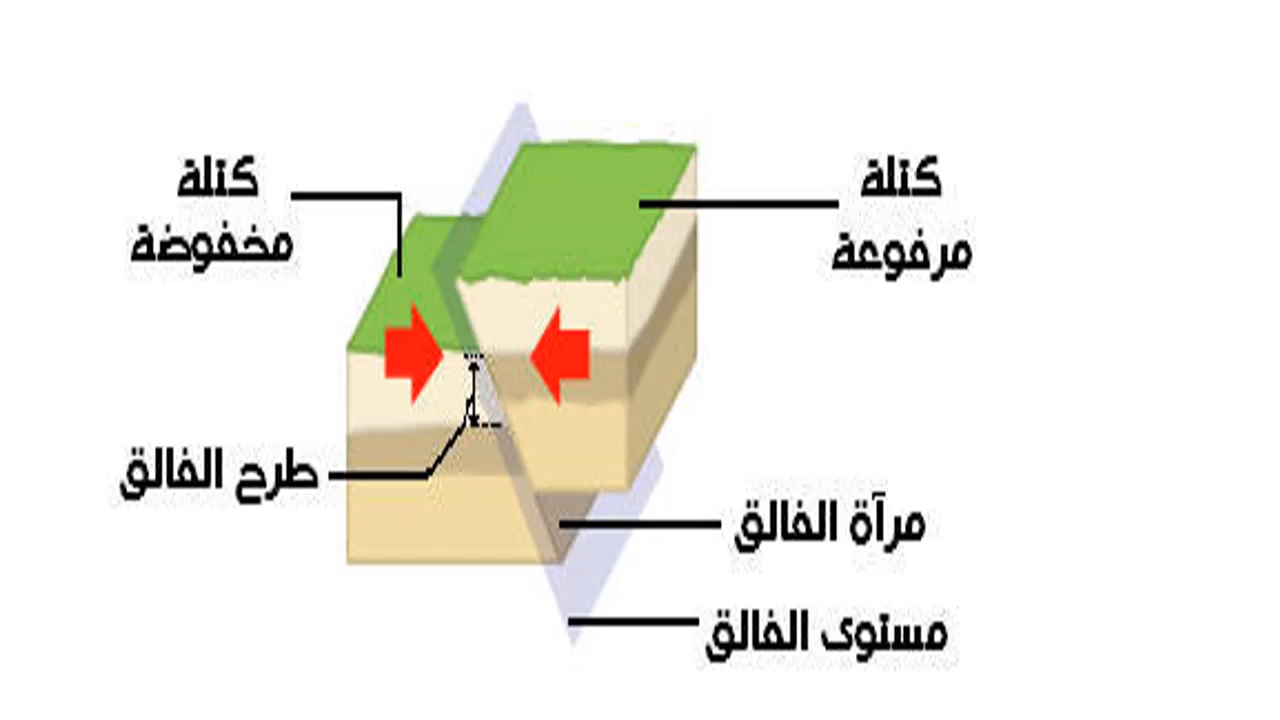 كتلة
مرفوعة
كتلة
مخفوضة
طرح الفالق
مرآة الفالق
مستوى الفالق